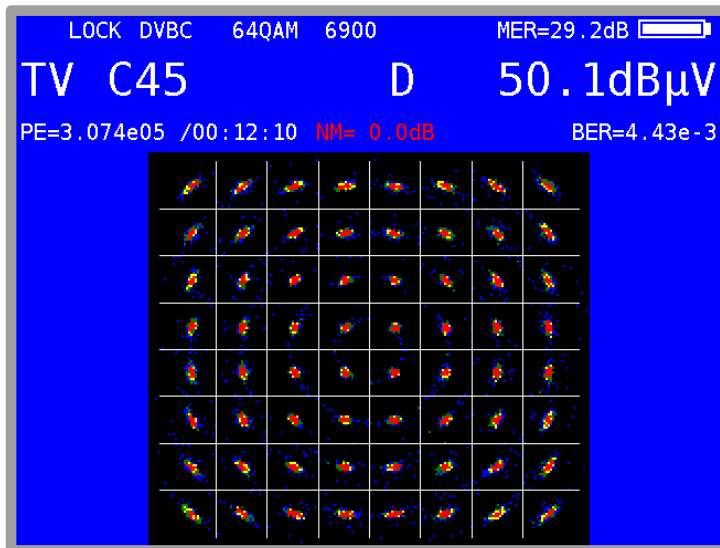 LOCK DVBC 64QAM 6900 MER=29.2dB
TV C45 D 50.1dBµV
PE=3.074e05 /00:12:10 NM= 0.0dB BER=4.43e-3